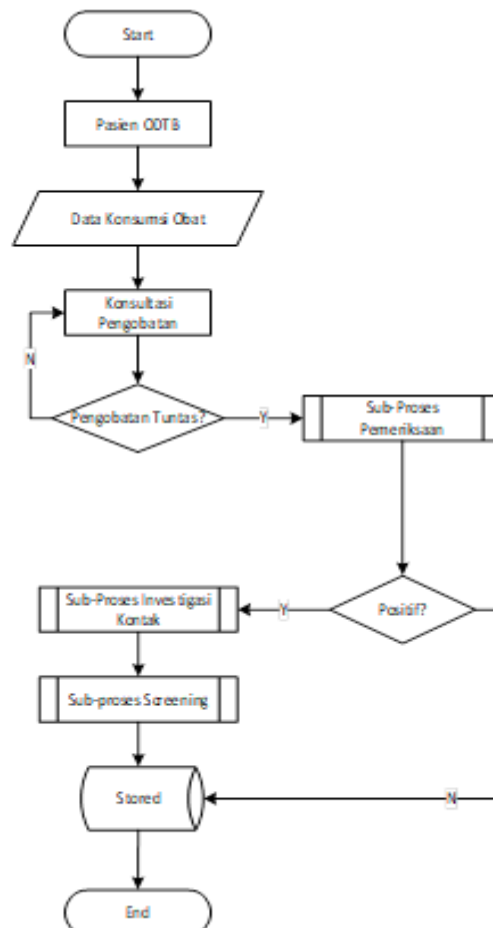 Start
Pasien ODTB
Data Konsumsi Obat
Konsultasi
Pengobatan
N
Pengobatan Tuntas?
Y
Sub-Proses
Pemeriksaan
Sub-Proses Investigasi
Kontak
Y
Positif?
Sub-proses Screening
Stored
N
End